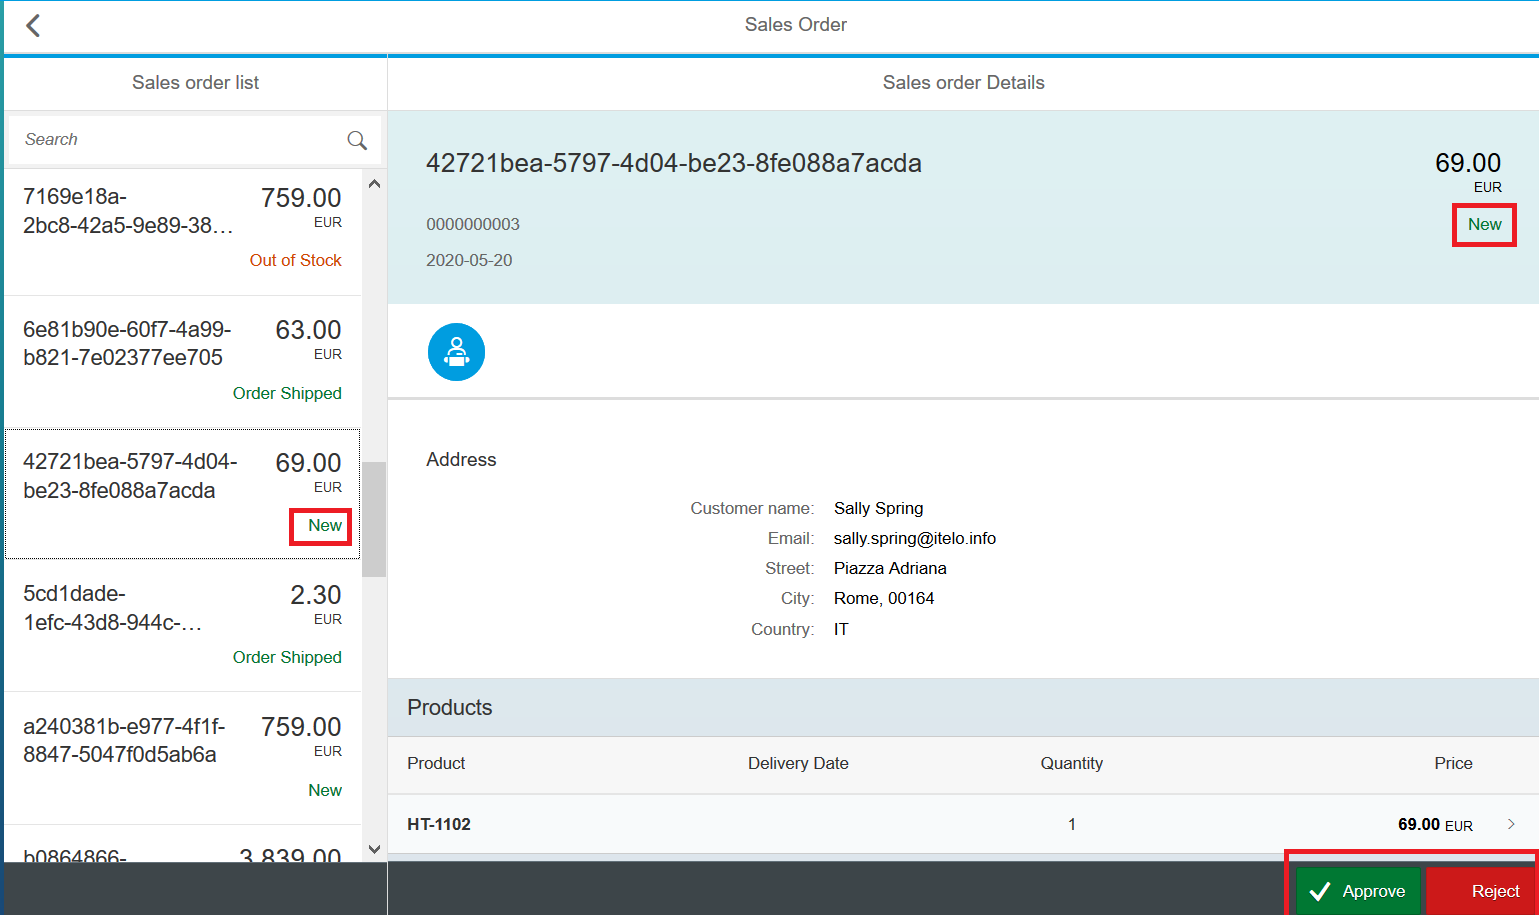 Sales Order
Sales order list
Search
7169e18a-
2bc8-42a5-9e89-38...
759.00
EUR
Out of Stock
6e81b90e-60f7-4a99-
b821-7e02377ee705
63.00
EUR
Order Shipped
42721bea-5797-4d04-
be23-8fe088a7acda
69.00
EUR
New
5cd1dade-
1efc-43d8-944c-...
2.30
EUR
Order Shipped
a240381b-e977-4f1f-
8847-5047f0d5ab6a
759.00
EUR
New
b0864866-
3,839.00
Sales order Details
42721bea-5797-4d04-be23-8fe088a7acda
69.00
EUR
0000000003
New
2020-05-20
Address
Customer name: Sally Spring
Email: sally.spring@itelo.info
Street: Piazza Adriana
City: Rome, 00164
Country: IT
Products
Product Delivery Date Quantity Price
HT-1102 1 69.00 EUR
Approve Reject